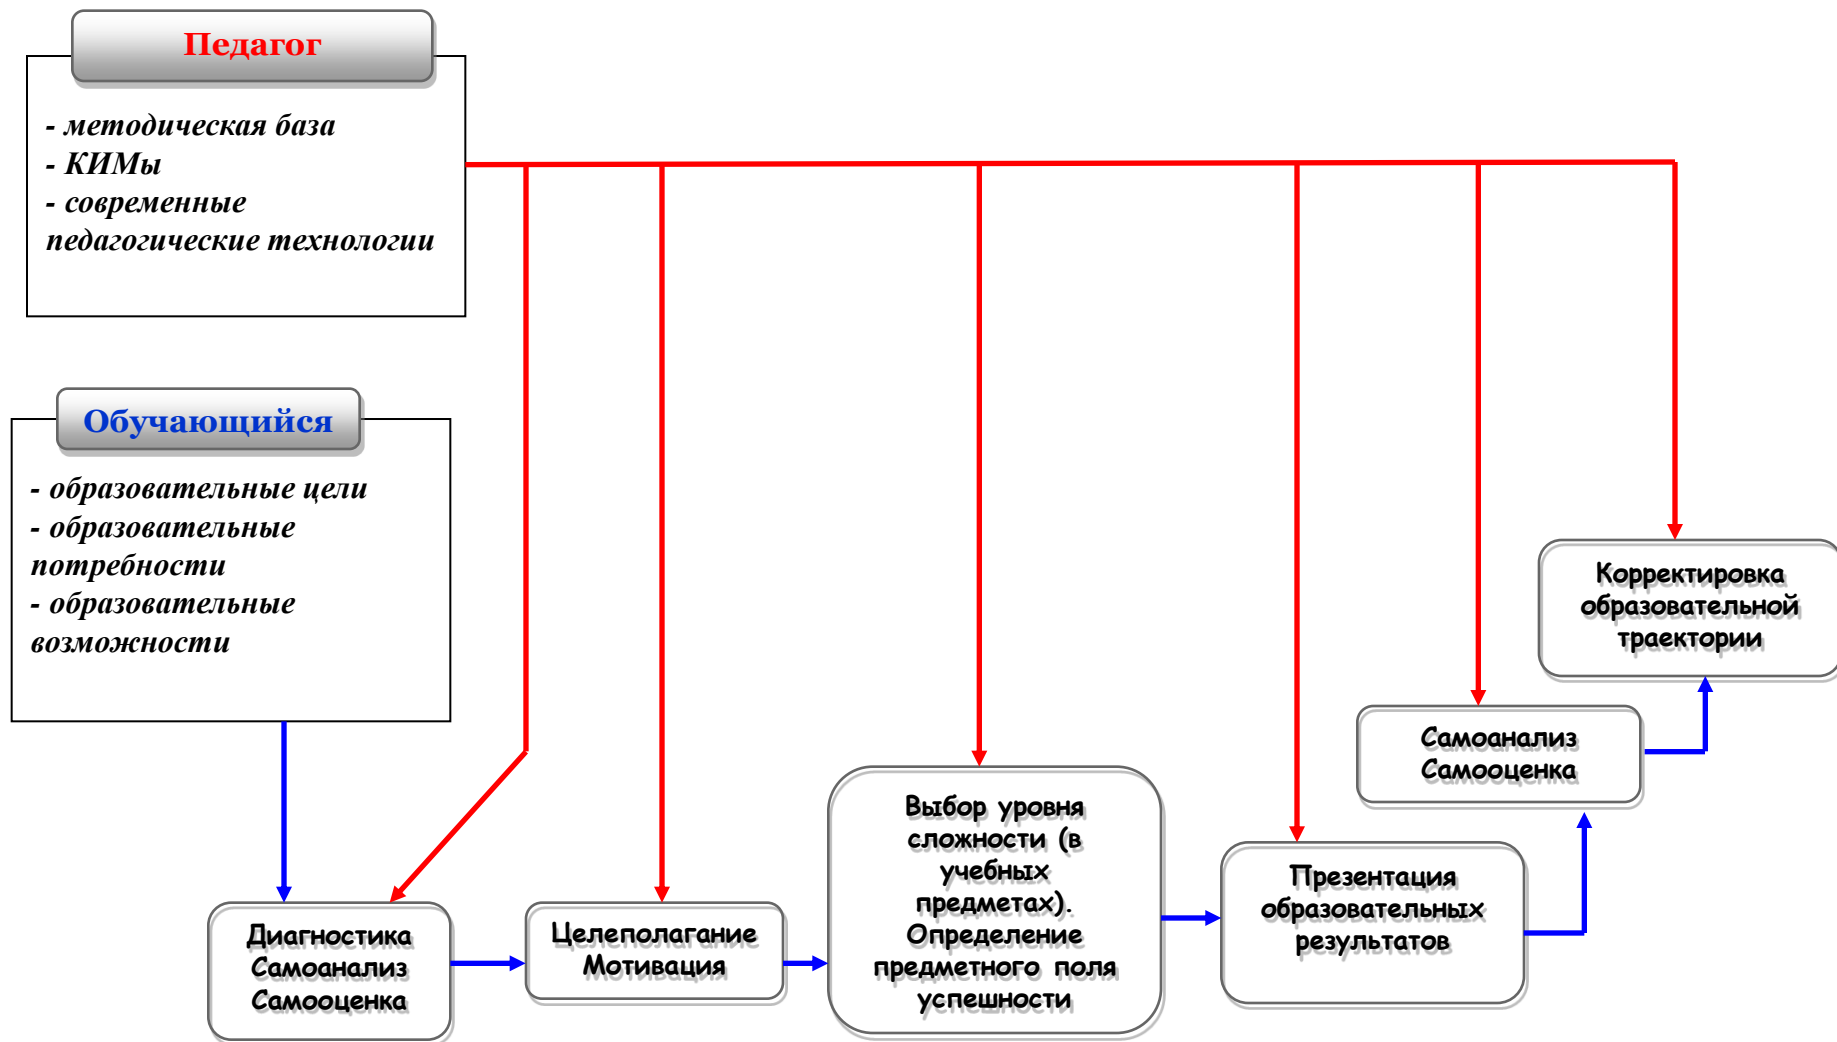 Педагог
- методическая база
- КИМы
- современные
педагогические технологии
Обучающийся
- образовательные цели
- образовательные
потребности
- образовательные
возможности
Диагностика
Самоанализ
Самооценка
Целеполагание
Мотивация
Выбор уровня
сложности (в
учебных
предметах).
Определение
предметного поля
успешности
Презентация
образовательных
результатов
Самоанализ
Самооценка
Корректировка
образовательной
траектории